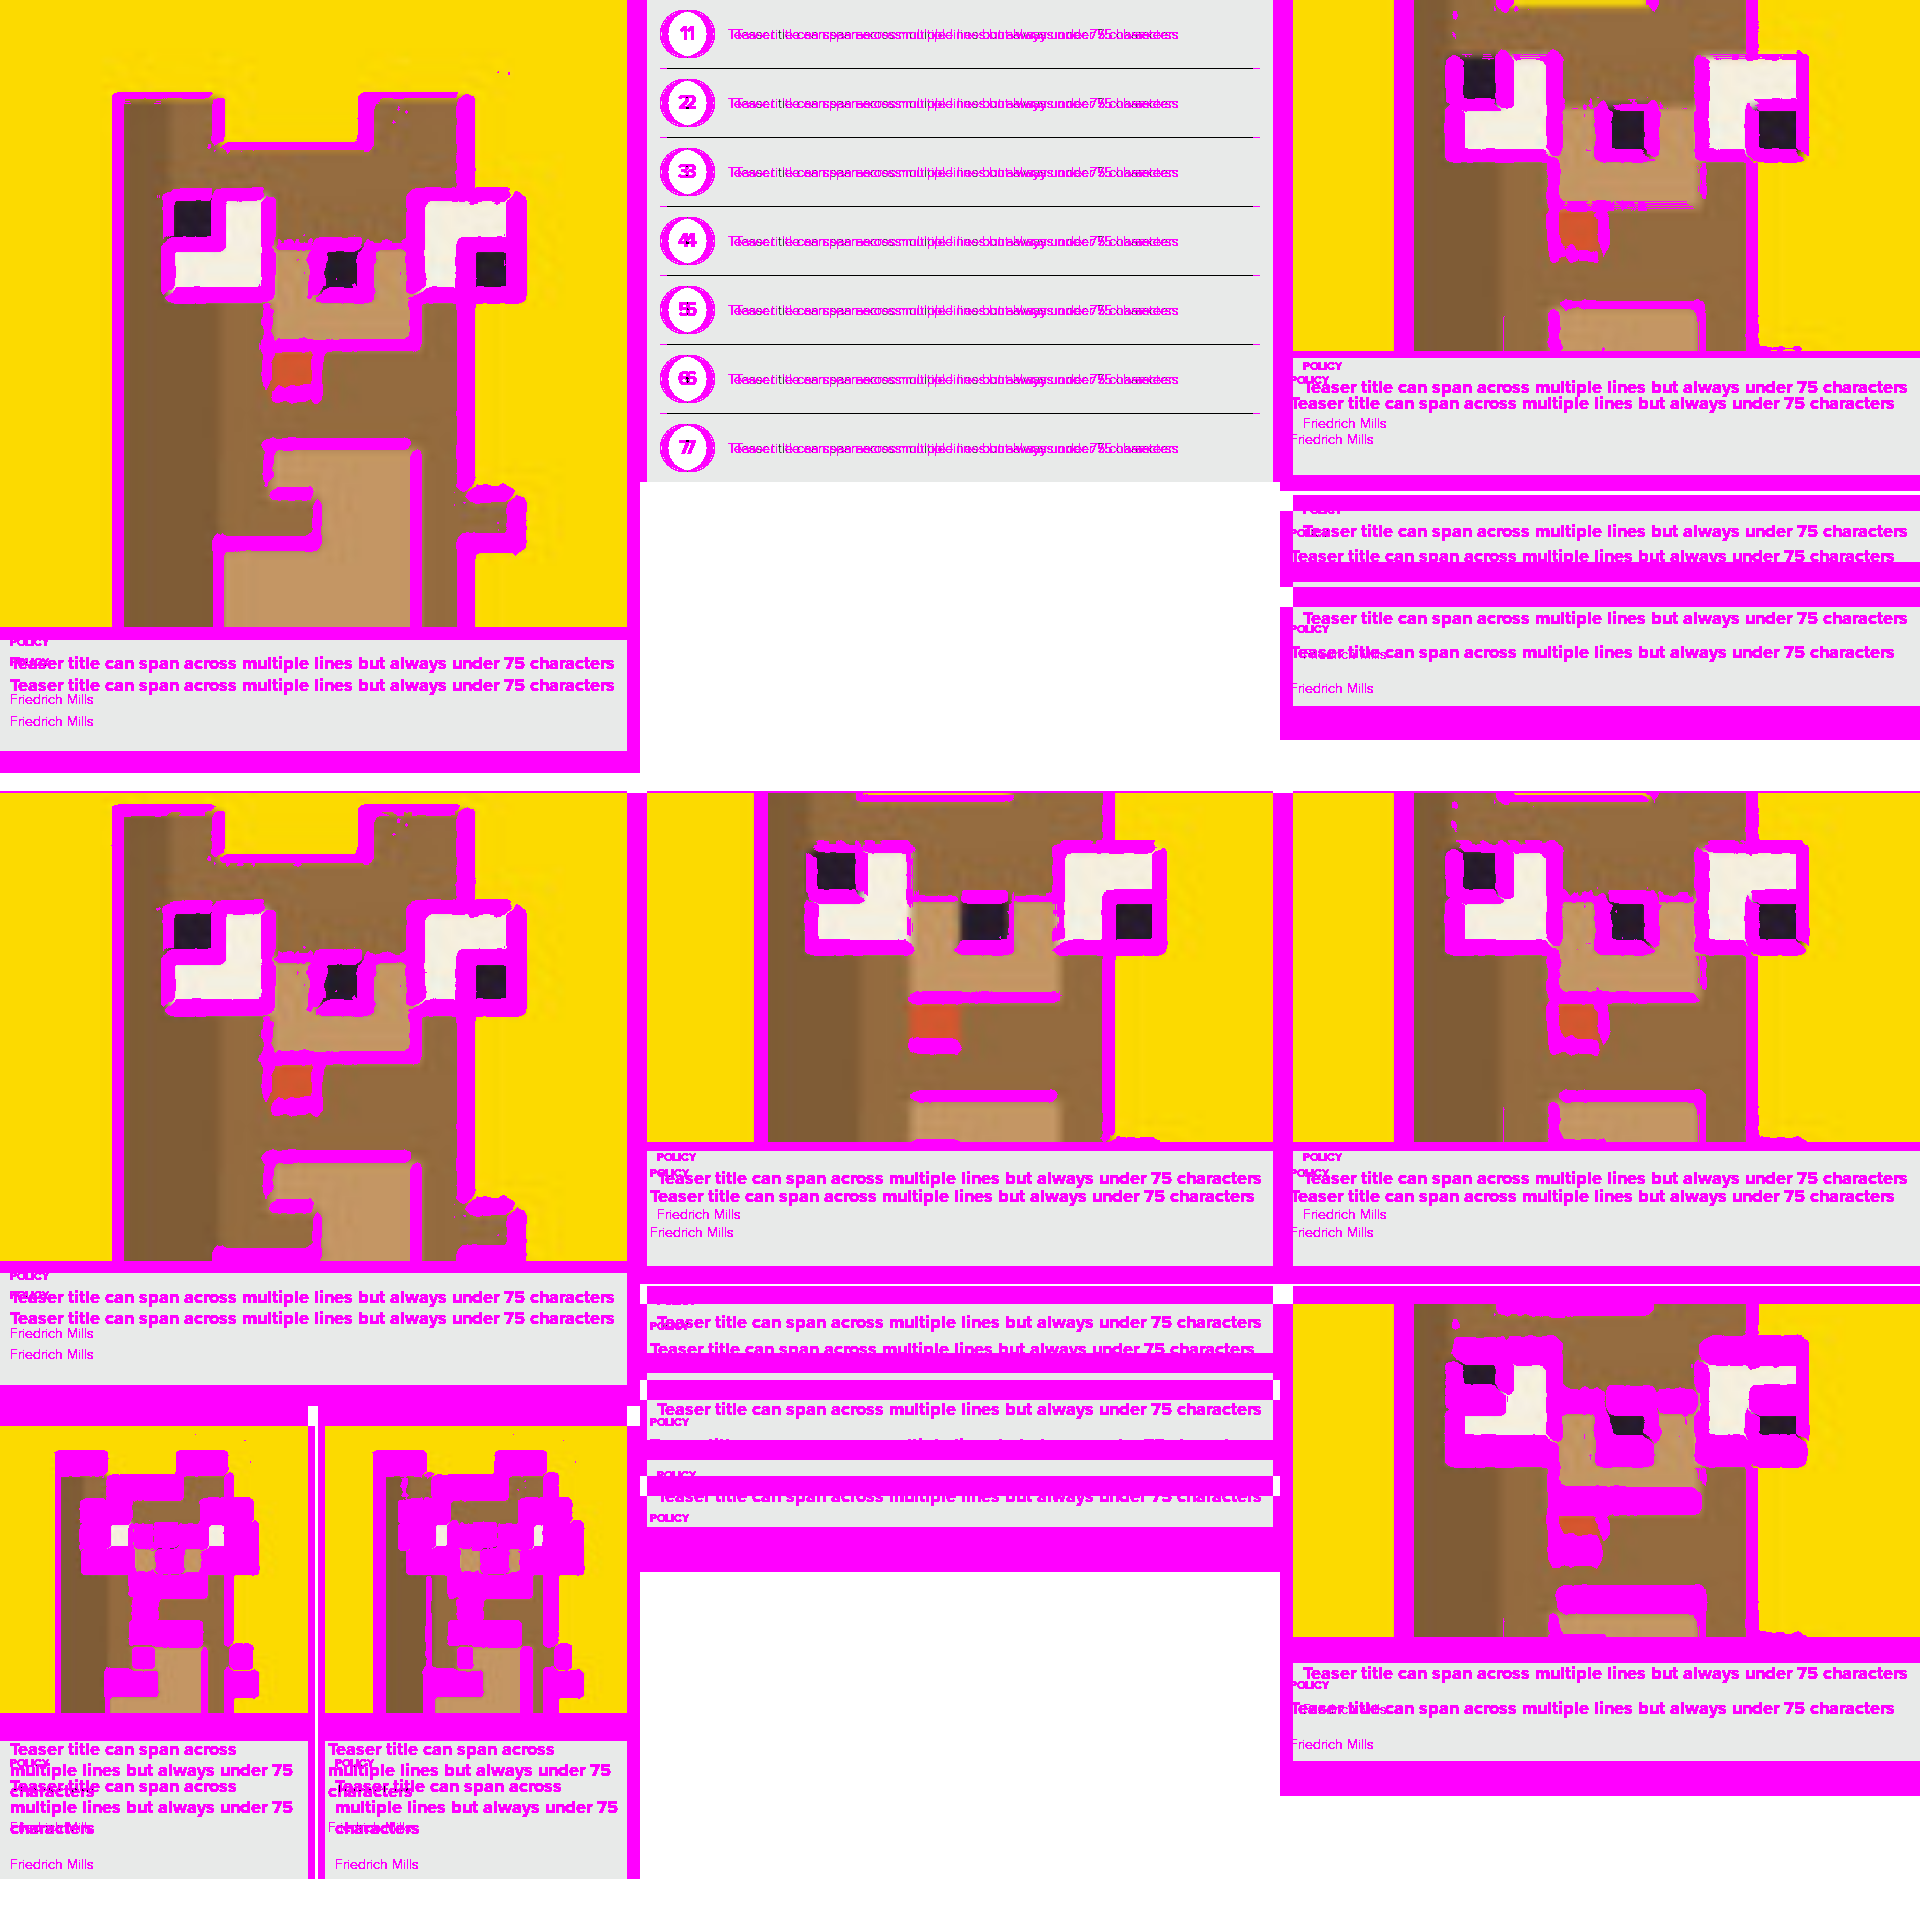 1
Teaser title can span across multiple lines but always under 75 characters
2
Teaser title can span across multiple lines but always under 75 characters
3
Teaser title can span across multiple lines but always under 75 characters
4
Teaser title can span across multiple lines but always under 75 characters
5
Teaser title can span across multiple lines but always under 75 characters
6
Teaser title can span across multiple lines but always under 75 characters
7
Teaser title can span across multiple lines but always under 75 characters
POLICY
POLICY
Teaser title can span across multiple lines but always under 75 characters
Teaser title can span across multiple lines but always under 75 characters
Friedrich Mills
Friedrich Mills
POLICY
POLICY
Teaser title can span across multiple lines but always under 75 characters
Teaser title can span across multiple lines but always under 75 characters
Teaser title can span across multiple lines but always under 75 characters
POLICY
Friedrich Mills
Teaser title can span across multiple lines but always under 75 characters
Friedrich Mills
POLICY
POLICY
Teaser title can span across multiple lines but always under 75 characters
Teaser title can span across multiple lines but always under 75 characters
Friedrich Mills
Friedrich Mills
POLICY
POLICY
Teaser title can span across multiple lines but always under 75 characters
Teaser title can span across multiple lines but always under 75 characters
Friedrich Mills
Friedrich Mills
POLICY
POLICY
Teaser title can span across multiple lines but always under 75 characters
Teaser title can span across multiple lines but always under 75 characters
Friedrich Mills
Friedrich Mills
POLICY
POLICY
Teaser title can span across multiple lines but always under 75 characters
Teaser title can span across multiple lines but always under 75 characters
Friedrich Mills
Friedrich Mills
POLICY
Teaser title can span across multiple lines but always under 75 characters
Teaser title can span across multiple lines but always under 75 characters
Teaser title can span across multiple lines but always under 75 characters
POLICY
POLICY
Teaser title can span across multiple lines but always under 75 characters
POLICY
Teaser title can span across multiple lines but always under 75 characters
POLICY
Teaser title can span across multiple lines but always under 75 characters
Friedrich Mills
Teaser title can span across
POLICY
multiple lines but always under 75
Teaser title can span across
characters
multiple lines but always under 75
characters
Friedrich Mills
Teaser title can span across
POLICY
multiple lines but always under 75
Teaser title can span across
characters
multiple lines but always under 75
characters
Friedrich Mills